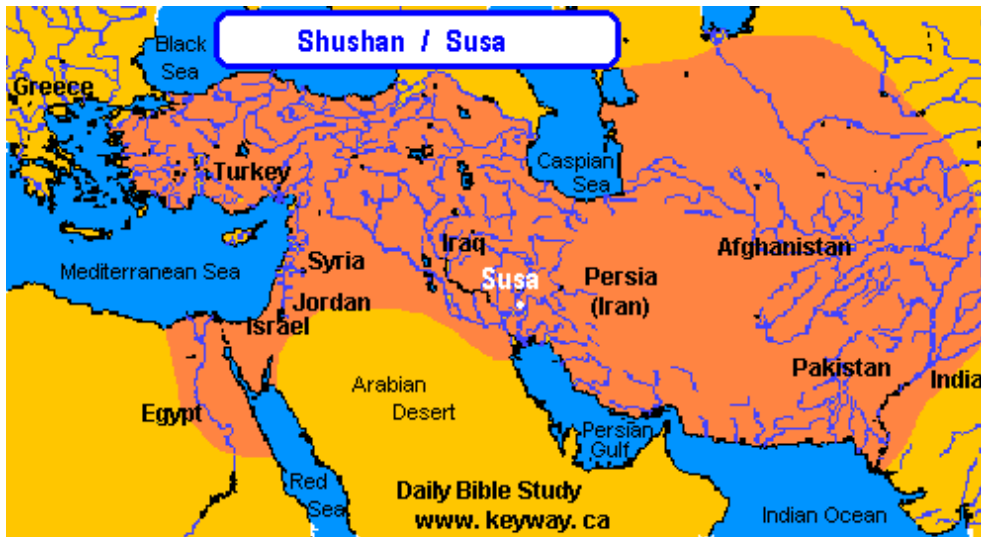 Shushan / Susa
Black
Sea
Greece
Turkey
Caspian
Sea
Iraq
Afghanistan
Syria
Mediterranean Sea
Susa
Persia
(Iran)
Jordan
Israel
Pakistan
India
Arabian
Desert
Egypt
Persian
Gulf
Red
Sea
Daily Bible Study
www. keyway. ca
Indian Ocean